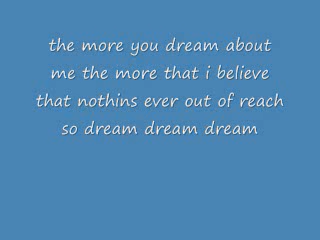 the more you dream about
me the more that i believe
that nothins ever out of reach
so dream dream dream